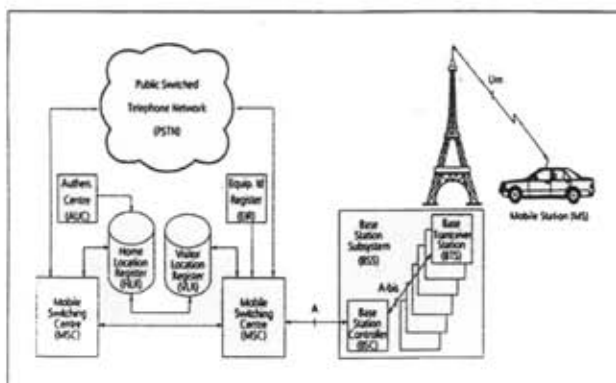 Public Switched
Telephone Network
(PSTN)
Um
Authen.
Centre
(AUC)
Equip. Id
Register
(EIR)
Mobile Station (MS)
Home
Location
Register
(HLR)
Visitor
Location
Register
(VLR)
Base
Station
Subsystem
(BSS)
Base
Station
(BTS)
Mobile
Switching
Centre
(MSC)
Mobile
Switching
Centre
(MSC)
A
A-bis
Base
Station
Controller
(BSC)